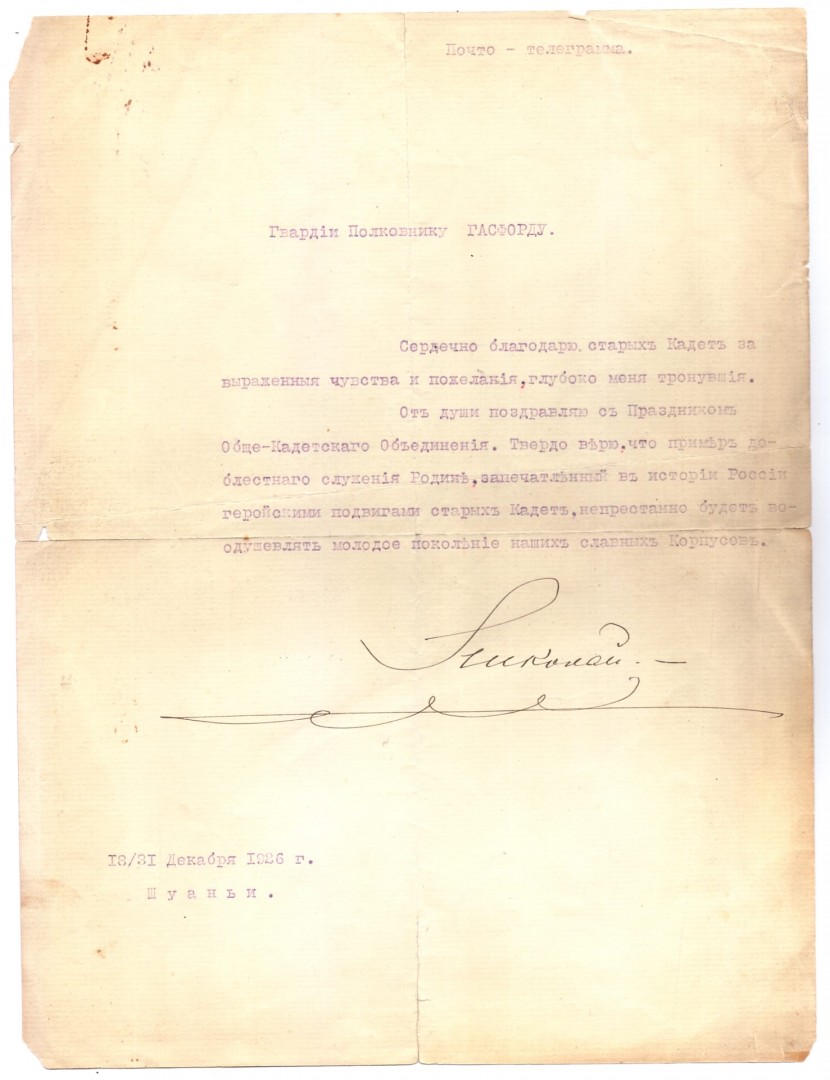 Почто - телеграмма.
Гвардіи Полковнику ГАСФОРДУ.
Сердечно благодарю старыхъ Кадетъ за
выраженныя чувства и пожеланія,глубоко меня тронувшія.
Отъ души поздравляю съ Праздникомъ
Обще-Кадетскаго Объединенія. Твердо вѣрю,что примѣръ до-
блестнаго служенія Родинѣ,запечатлѣнный въ исторіи Россіи
геройскими подвигами старыхъ Кадетъ,непрестанно будетъ во-
одушевлять молодое поколѣніе нашихъ славныхъ Корпусовъ.
Николай. —
18/31 Декабря 1926 г.
Шуаньи.